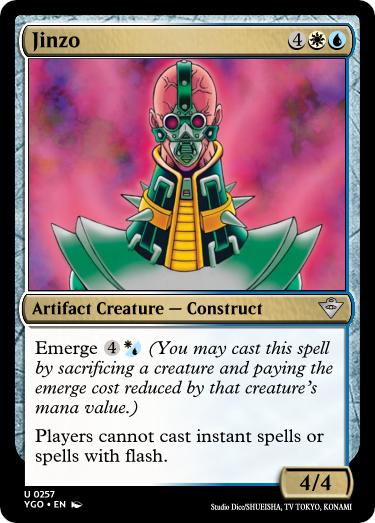 Jinzo 4
Artifact Creature — Construct
Emerge 4 (You may cast this spell
by sacrificing a creature and paying the
emerge cost reduced by that creature's
mana value.)
Players cannot cast instant spells or
spells with flash.
4/4
U 0257
YGO • EN
Studio Dice/SHUEISHA, TV TOKYO, KONAMI